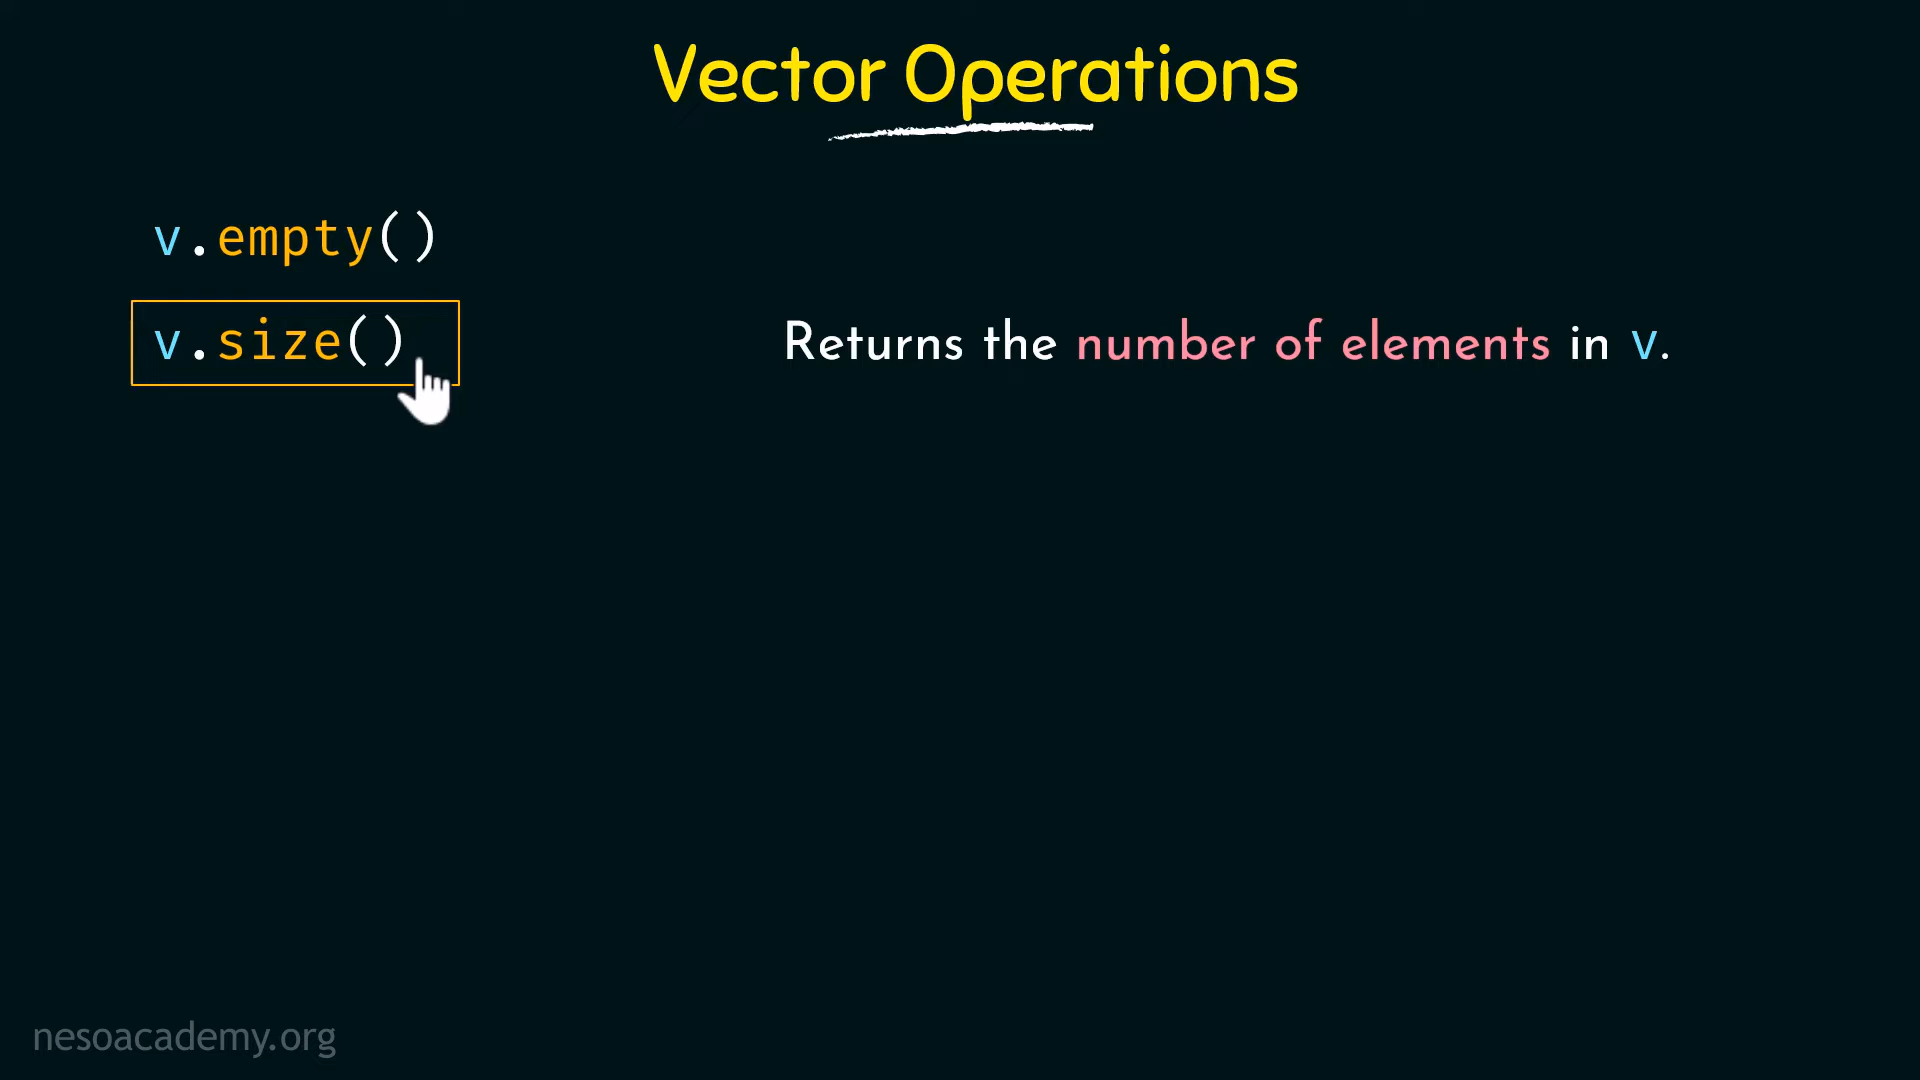 Vector Operations
v.empty()
v.size()
Returns the number of elements in v.
nesoacademy.org